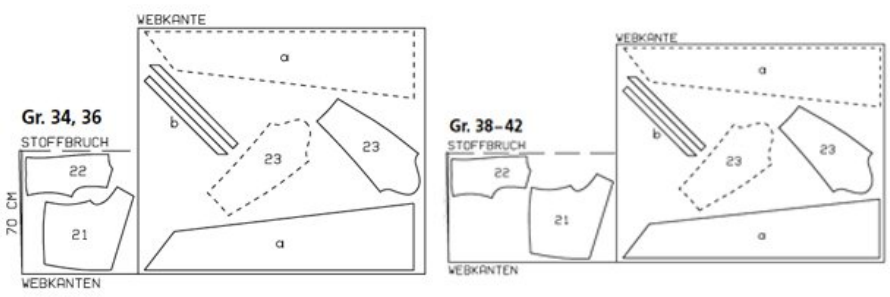 WEBKANTE
a
b
23
23
Gr. 34, 36
STOFFBRUCH
22
21
70 CM
a
WEBKANTEN
WEBKANTE
a
b
23
23
Gr. 38–42
STOFFBRUCH
22
21
a
WEBKANTEN